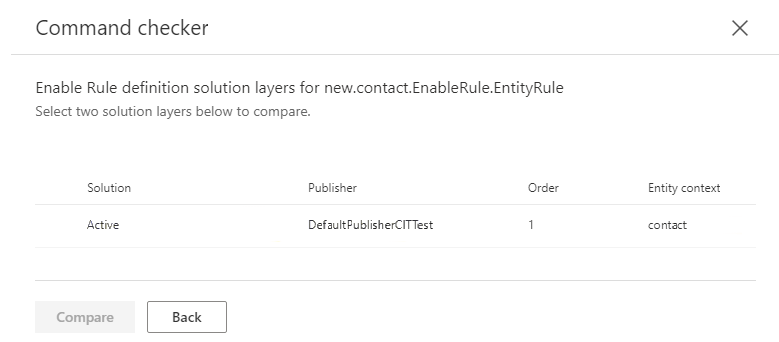 Command checker
Enable Rule definition solution layers for new.contact.EnableRule.EntityRule
Select two solution layers below to compare.
Solution Publisher Order Entity context
Active DefaultPublisherCITTest 1 contact
Compare Back